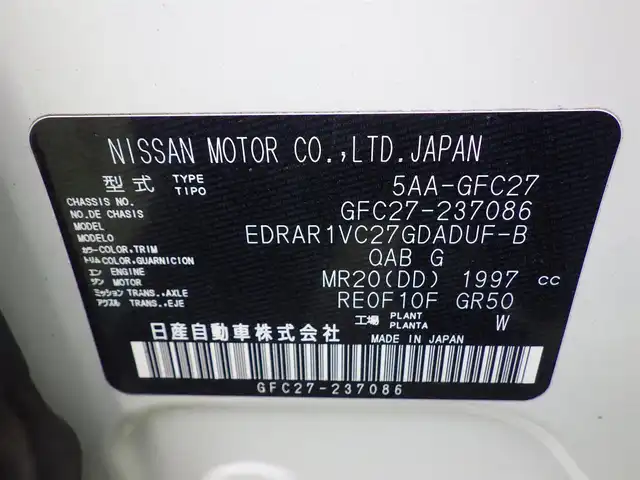 NISSAN MOTOR CO.,LTD.JAPAN
型式 TYPE TIPO 5AA-GFC27
CHASSIS NO. NO.DE CHASSIS GFC27-237086
MODEL MODELO EDRAR1VC27GDADUF-B
カラー COLOR,TRIM トリム COLOR,GUARNICION QAB G
エンジン ENGINE MOTOR MR20(DD) 1997 cc
ミッション TRANS.,AXLE アクスル TRANS.,EJE RE0F10F GR50
工場 PLANT PLANTA W
日産自動車株式会社 MADE IN JAPAN
GFC27-237086